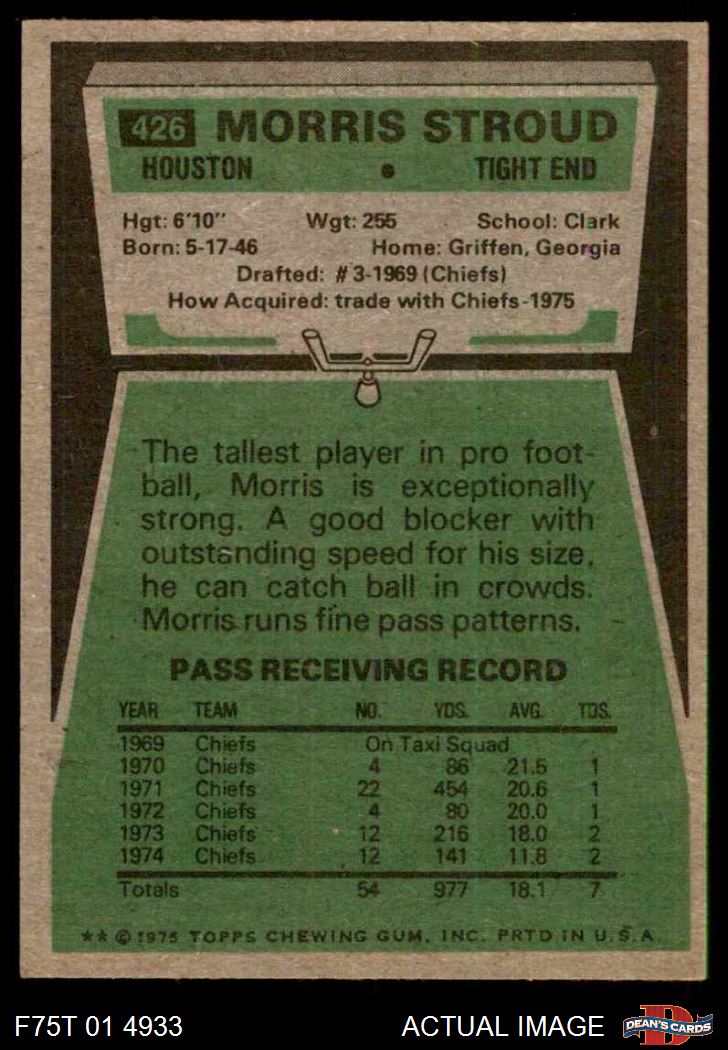 426 MORRIS STROUD
HOUSTON • TIGHT END
Hgt: 6'10" Wgt: 255 School: Clark
Born: 5-17-46 Home: Griffen, Georgia
Drafted: #3-1969 (Chiefs)
How Acquired: trade with Chiefs-1975
The tallest player in pro foot-
ball, Morris is exceptionally
strong. A good blocker with
outstanding speed for his size,
he can catch ball in crowds.
Morris runs fine pass patterns.
PASS RECEIVING RECORD
YEAR TEAM NO. YDS. AVG. TDS.
1969 Chiefs On Taxi Squad
1970 Chiefs 4 86 21.5 1
1971 Chiefs 22 454 20.6 1
1972 Chiefs 4 80 20.0 1
1973 Chiefs 12 216 18.0 2
1974 Chiefs 12 141 11.8 2
Totals 54 977 18.1 7
** © 1975 TOPPS CHEWING GUM, INC. PRTD IN U.S.A.
F75T 01 4933 ACTUAL IMAGE DEAN'S CARDS